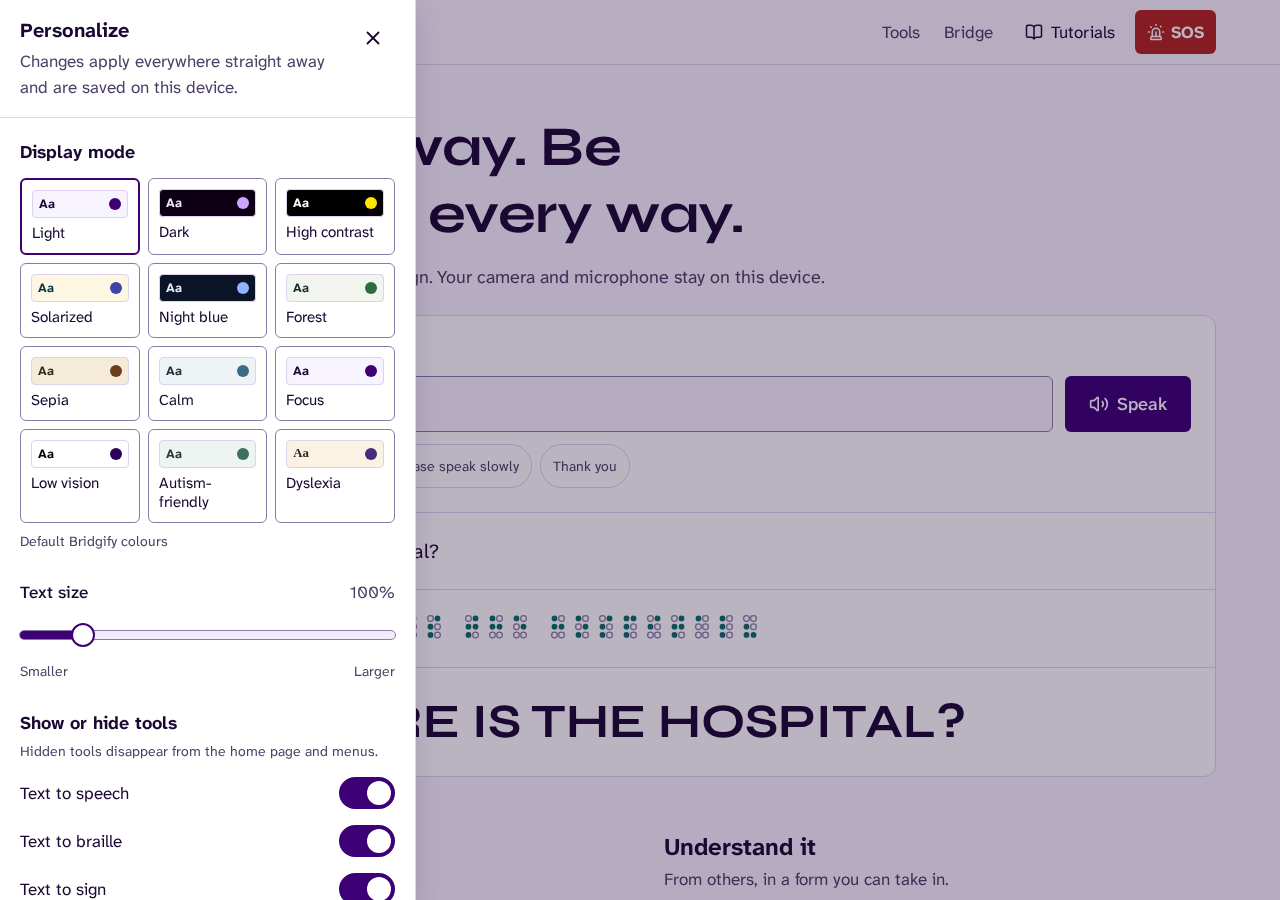 Personalize
Changes apply everywhere straight away
and are saved on this device.
Display mode
Aa
Light
Aa
Dark
Aa
High contrast
Aa
Solarized
Aa
Night blue
Aa
Forest
Aa
Sepia
Aa
Calm
Aa
Focus
Aa
Low vision
Aa
Autism-
friendly
Aa
Dyslexia
Default Bridgify colours
Text size
100%
Smaller
Larger
Show or hide tools
Hidden tools disappear from the home page and menus.
Text to speech
Text to braille
Text to sign
Tools
Bridge
Tutorials
SOS
way. Be
every way.
gn. Your camera and microphone stay on this device.
Speak
ase speak slowly
Thank you
al?
RE IS THE HOSPITAL?
Understand it
From others, in a form you can take in.